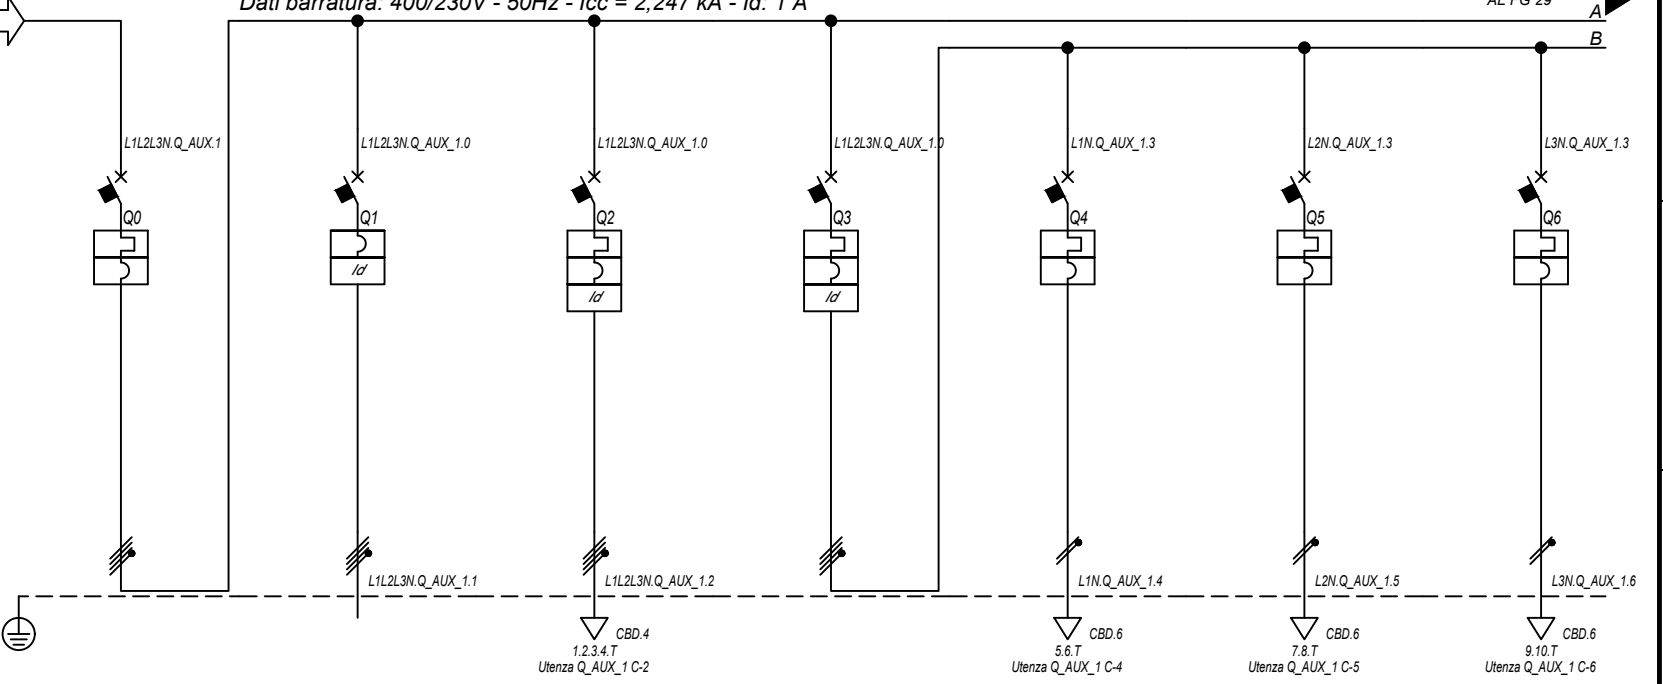 Dati barratura: 400/230V - 50Hz - Icc = 2,247 kA - Id: 1 A
A
B
L1L2L3N.Q_AUX.1
L1L2L3N.Q_AUX_1.0
L1L2L3N.Q_AUX_1.0
L1L2L3N.Q_AUX_1.0
L1N.Q_AUX_1.3
L2N.Q_AUX_1.3
L3N.Q_AUX_1.3
Q0
Q1
Q2
Q3
Q4
Q5
Q6
Id
Id
Id
L1L2L3N.Q_AUX_1.1
L1L2L3N.Q_AUX_1.2
L1N.Q_AUX_1.4
L2N.Q_AUX_1.5
L3N.Q_AUX_1.6
CBD.4
CBD.6
CBD.6
CBD.6
1.2.3.4.T
5.6.T
7.8.T
9.10.T
Utenza Q_AUX_1 C-2
Utenza Q_AUX_1 C-4
Utenza Q_AUX_1 C-5
Utenza Q_AUX_1 C-6